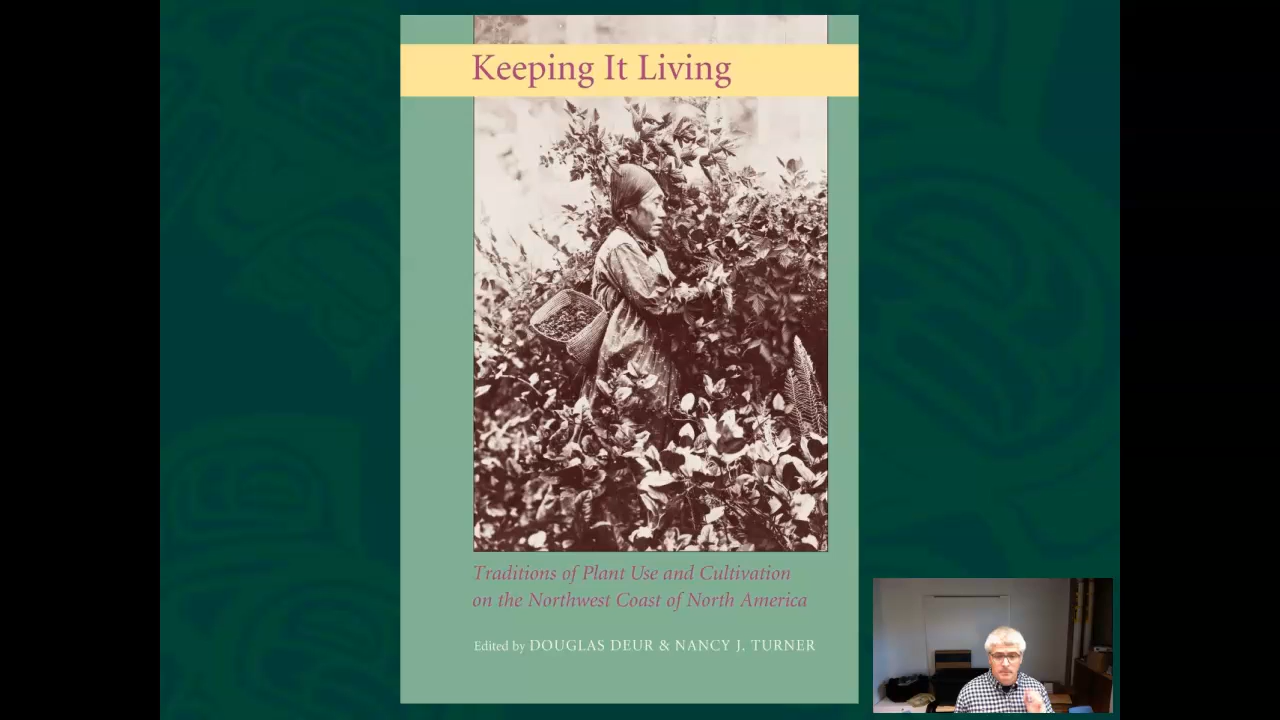 Keeping It Living
Traditions of Plant Use and Cultivation
on the Northwest Coast of North America
Edited by DOUGLAS DEUR & NANCY J. TURNER